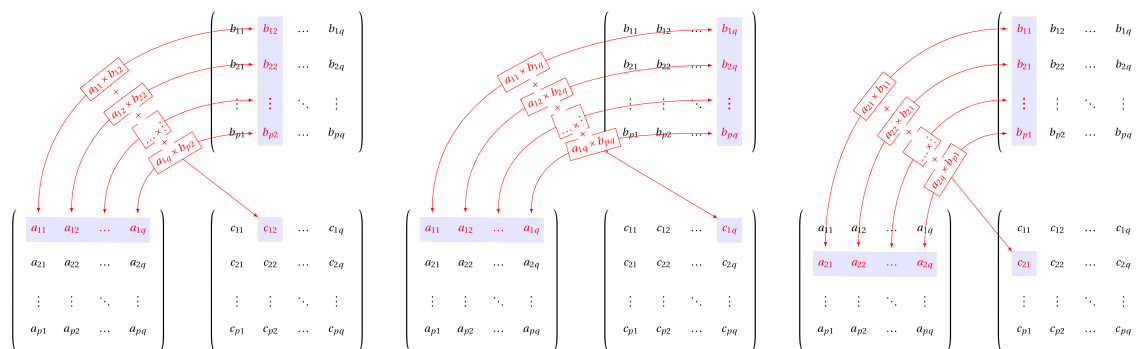 b11 b12 … b1q
b21 b22 … b2q
⋮ ⋮ ⋱ ⋮
bp1 bp2 … bpq
a11 × b12
+
a12 × b22
+
… × ⋮
+
a1q × bp2
a11 a12 … a1q
a21 a22 … a2q
⋮ ⋮ ⋱ ⋮
ap1 ap2 … apq
c11 c12 … c1q
c21 c22 … c2q
⋮ ⋮ ⋱ ⋮
cp1 cp2 … cpq
b11 b12 … b1q
b21 b22 … b2q
⋮ ⋮ ⋱ ⋮
bp1 bp2 … bpq
a11 × b1q
+
a12 × b2q
+
… × ⋮
+
a1q × bpq
a11 a12 … a1q
a21 a22 … a2q
⋮ ⋮ ⋱ ⋮
ap1 ap2 … apq
c11 c12 … c1q
c21 c22 … c2q
⋮ ⋮ ⋱ ⋮
cp1 cp2 … cpq
b11 b12 … b1q
b21 b22 … b2q
⋮ ⋮ ⋱ ⋮
bp1 bp2 … bpq
a21 × b11
+
a22 × b21
+
… × ⋮
+
a2q × bp1
a11 a12 … a1q
a21 a22 … a2q
⋮ ⋮ ⋱ ⋮
ap1 ap2 … apq
c11 c12 … c1q
c21 c22 … c2q
⋮ ⋮ ⋱ ⋮
cp1 cp2 … cpq